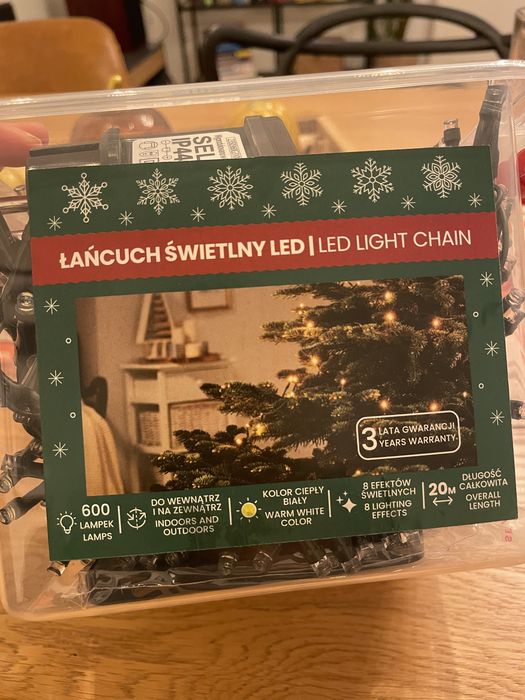 SEL
IP44
ŁAŃCUCH ŚWIETLNY LED | LED LIGHT CHAIN
3 LATA GWARANCJI
YEARS WARRANTY
600
LAMPEK
LAMPS
DO WEWNĄTRZ
I NA ZEWNĄTRZ
INDOORS AND
OUTDOORS
KOLOR CIEPŁY
BIAŁY
WARM WHITE
COLOR
8 EFEKTÓW
ŚWIETLNYCH
8 LIGHTING
EFFECTS
20M
DŁUGOŚĆ
CAŁKOWITA
OVERALL
LENGTH